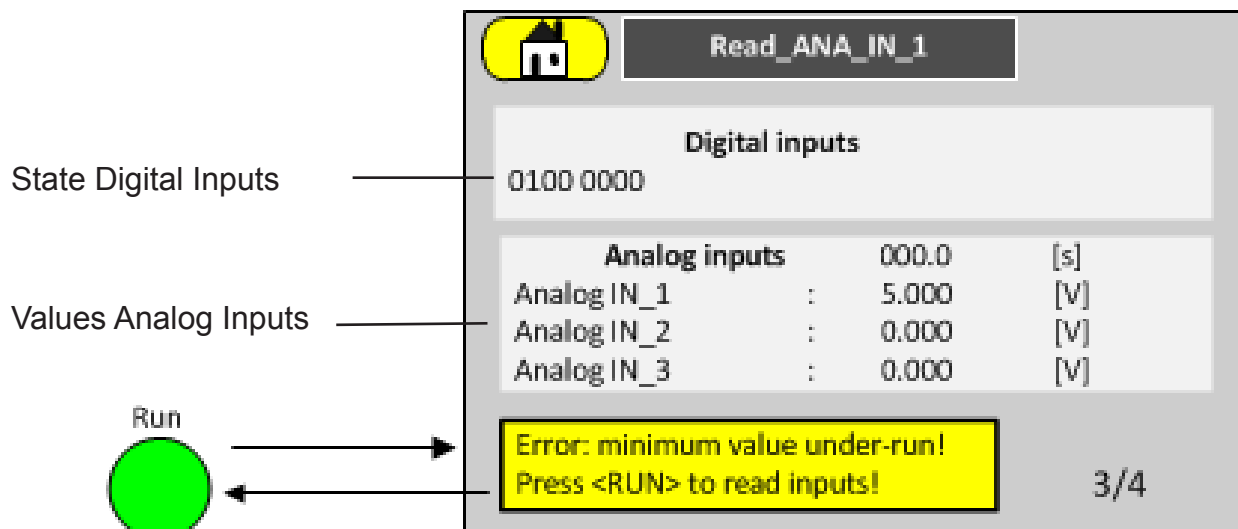 Read_ANA_IN_1
Digital inputs
State Digital Inputs
0100 0000
Analog inputs 000.0 [s]
Analog IN_1 : 5.000 [V]
Values Analog Inputs
Analog IN_2 : 0.000 [V]
Analog IN_3 : 0.000 [V]
Run
Error: minimum value under-run!
Press <RUN> to read inputs!
3/4